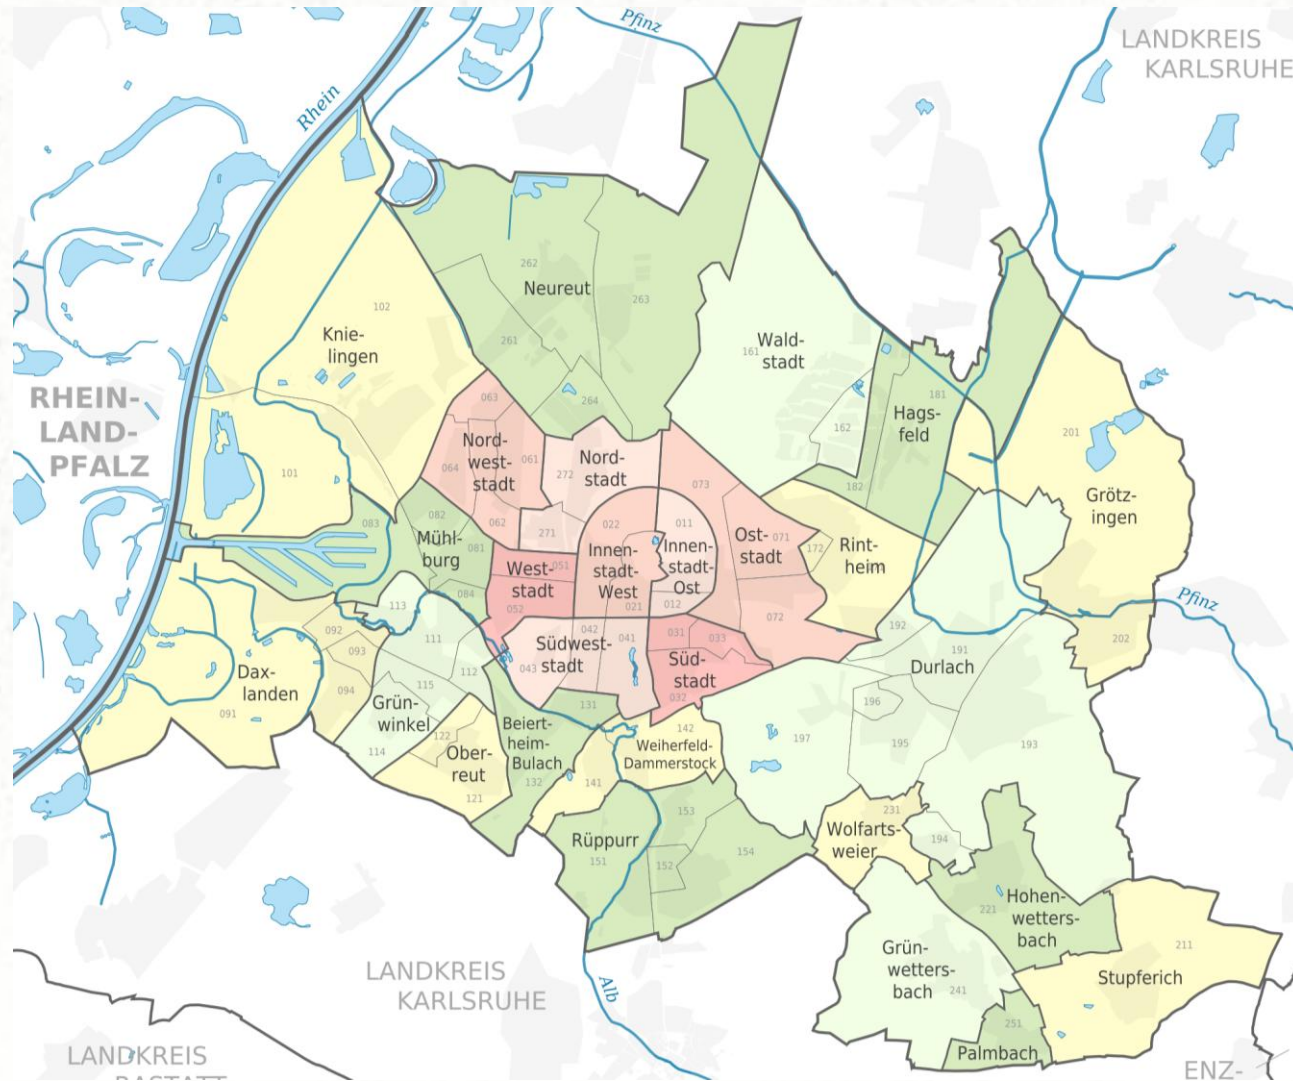 Pfinz
LANDKREIS
KARLSRUHE
Rhein
262
Neureut
263
102
Knie-
lingen
261
Wald-
161
stadt
RHEIN-
LAND-
PFALZ
063
264
181
Hags-
feld
162
201
Nord-
west-
stadt
064
061
Nord-
stadt
272
073
182
Grötz-
ingen
101
083
082
Mühl-
burg
081
062
271
022
011
Innen-
stadt-
West
Innen-
stadt-
Ost
Ost-
stadt
071
172
Rint-
heim
West-
stadt
051
052
084
021
012
072
113
111
092
093
094
Dax-
landen
091
042
041
Südwest-
stadt
043
031
033
Süd-
stadt
032
192
191
Durlach
Pfinz
202
112
115
Grün-
winkel
114
131
Beiert-
heim-
Bulach
132
122
Ober-
reut
121
142
Weiherfeld-
Dammerstock
141
196
197
195
193
153
Rüppurr
151
152
154
231
Wolfarts-
weier
194
Hohen-
wetters-
bach
221
Grün-
wetters-
bach
241
211
Stupferich
251
Palmbach
LANDKREIS
KARLSRUHE
Alb
LANDKREIS
RASTATT
ENZ-